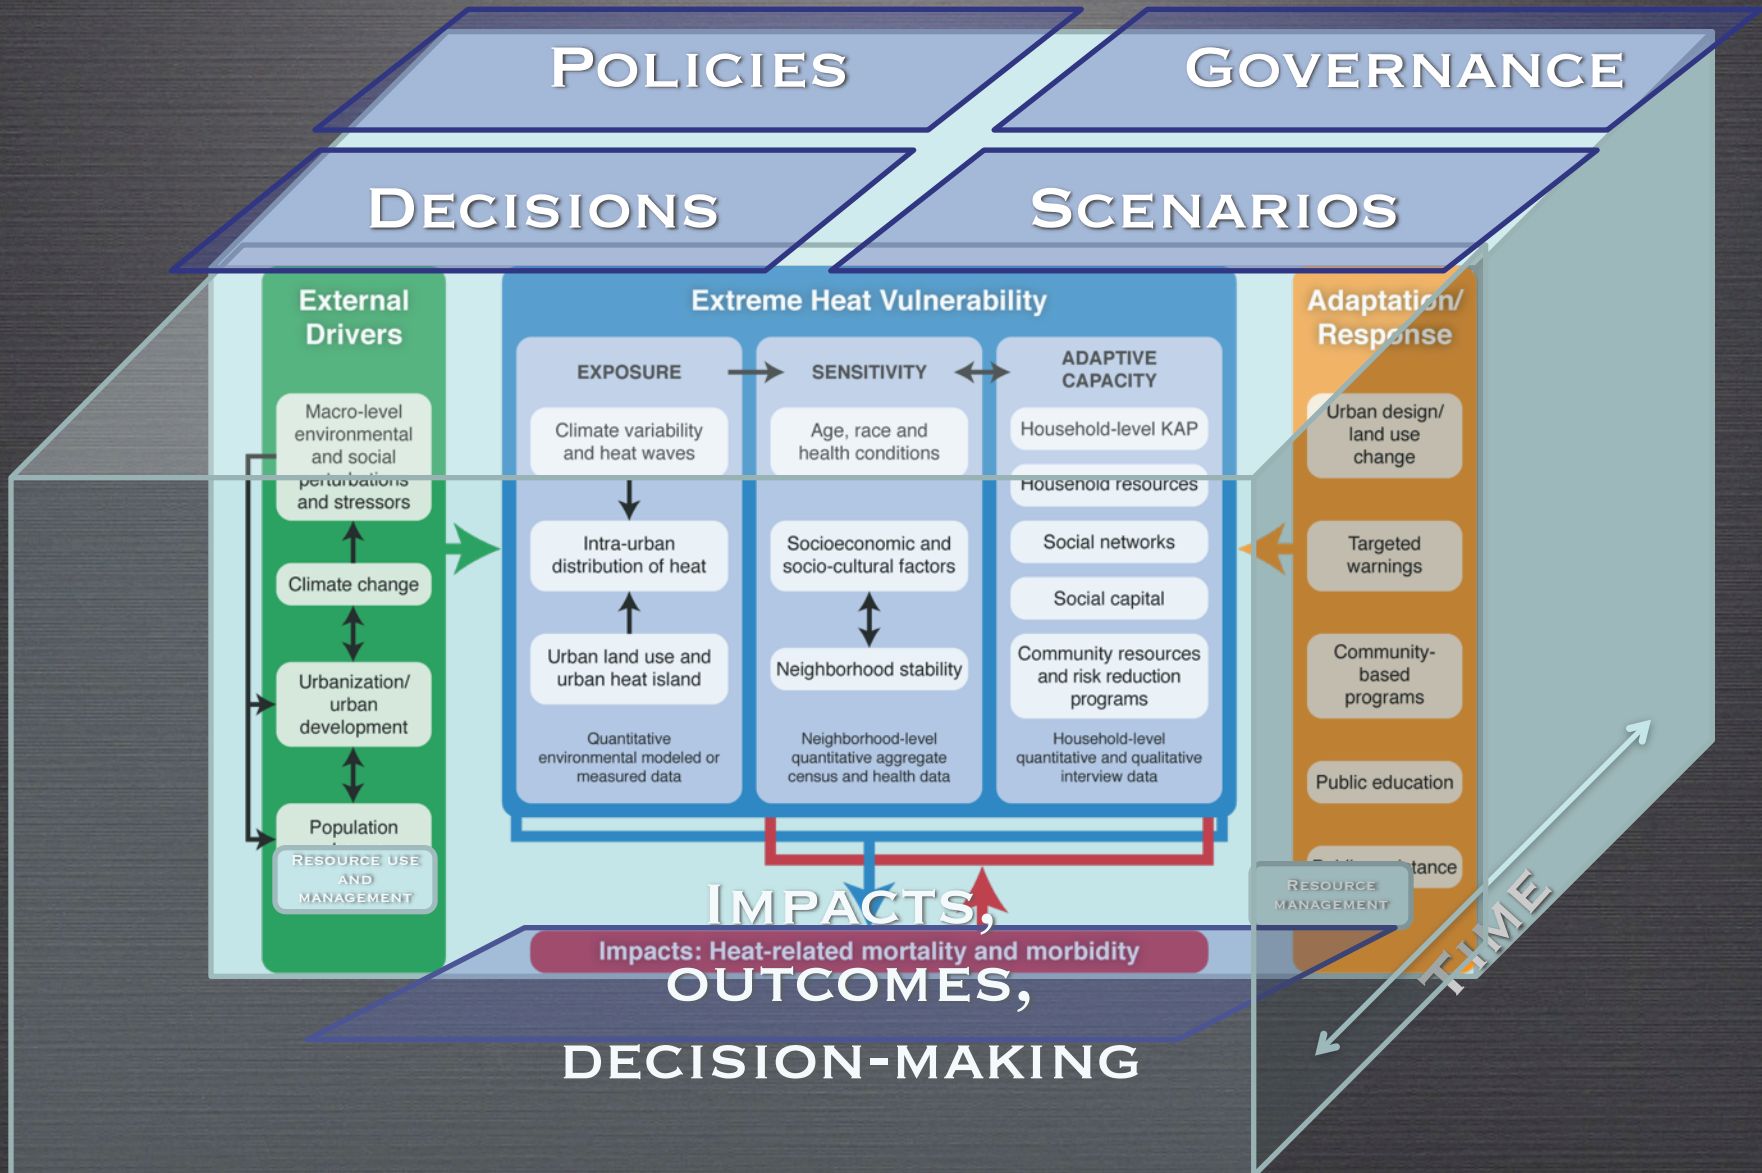 POLICIES
GOVERNANCE
DECISIONS
SCENARIOS
External
Drivers
Macro-level
environmental
and social
perturbations
and stressors
Climate change
Urbanization/
urban
development
Population
RESOURCE USE
AND
MANAGEMENT
Extreme Heat Vulnerability
EXPOSURE
Climate variability
and heat waves
Intra-urban
distribution of heat
Urban land use and
urban heat island
Quantitative
environmental modeled or
measured data
SENSITIVITY
Age, race and
health conditions
Socioeconomic and
socio-cultural factors
Neighborhood stability
Neighborhood-level
quantitative aggregate
census and health data
ADAPTIVE
CAPACITY
Household-level KAP
Household resources
Social networks
Social capital
Community resources
and risk reduction
programs
Household-level
quantitative and qualitative
interview data
Adaptation/
Response
Urban design/
land use
change
Targeted
warnings
Community-
based
programs
Public education
RESOURCE
MANAGEMENT
TIME
Impacts: Heat-related mortality and morbidity
IMPACTS,
OUTCOMES,
DECISION-MAKING